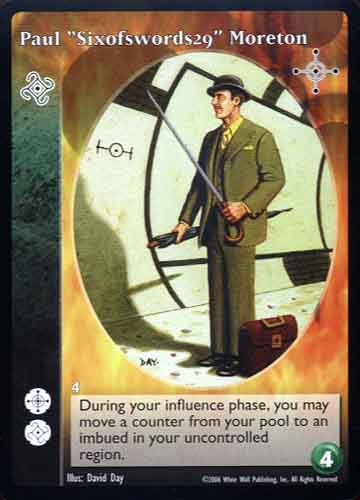 Paul "Sixofswords29" Moreton
DAY.
4
During your influence phase, you may
move a counter from your pool to an
imbued in your uncontrolled
region.
4
Illus: David Day
©2006 White Wolf Publishing, Inc. All Rights Reserved.